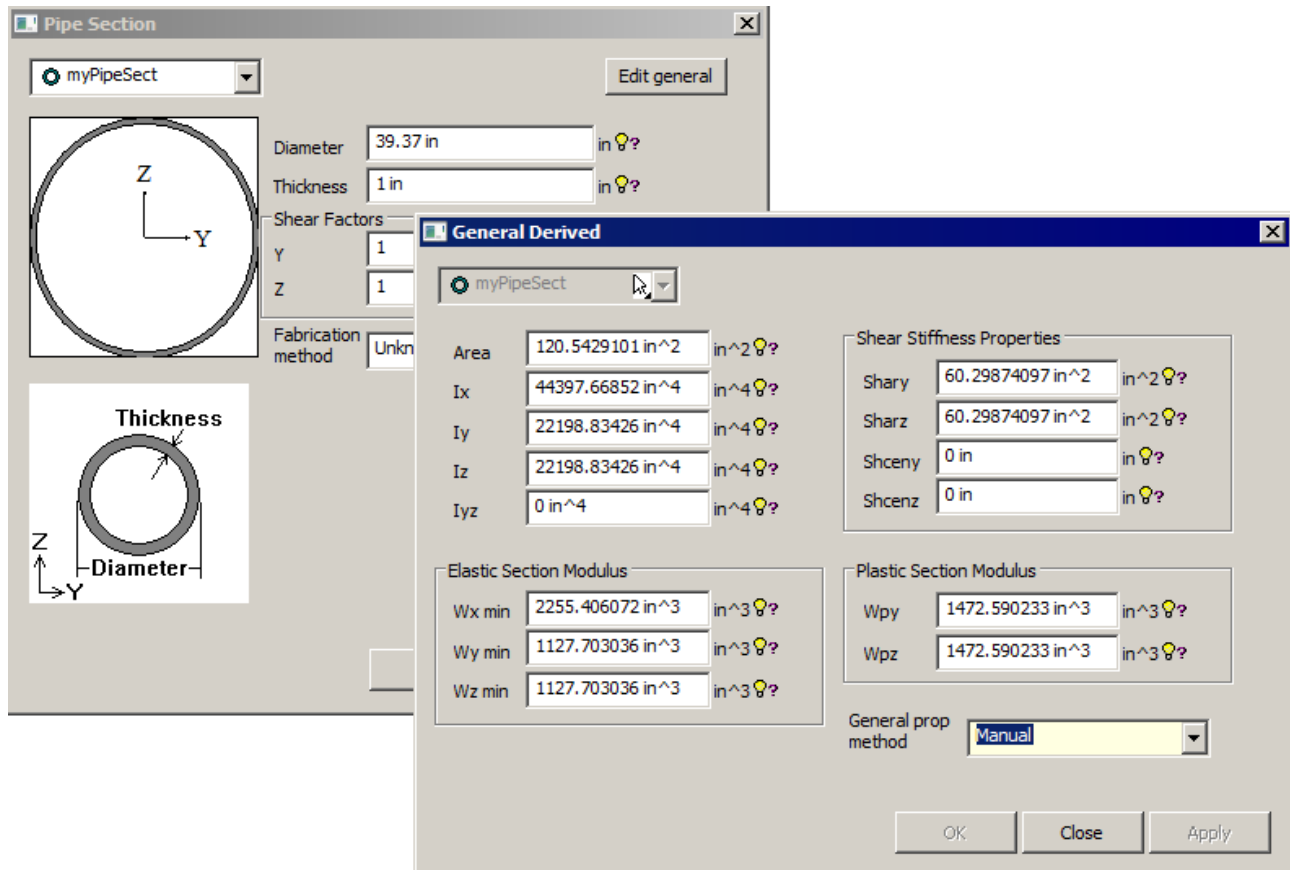 Pipe Section
myPipeSect
Edit general
Z
Y
Diameter 39.37 in in ?
Thickness 1 in in ?
Shear Factors
Y 1
Z 1
Fabrication method Unkn
Thickness
Diameter
Z
Y
General Derived
myPipeSect
Area 120.5429101 in^2 in^2 ?
Ix 44397.66852 in^4 in^4 ?
Iy 22198.83426 in^4 in^4 ?
Iz 22198.83426 in^4 in^4 ?
Iyz 0 in^4 in^4 ?
Shear Stiffness Properties
Shary 60.29874097 in^2 in^2 ?
Sharz 60.29874097 in^2 in^2 ?
Shceny 0 in in ?
Shcenz 0 in in ?
Elastic Section Modulus
Wx min 2255.406072 in^3 in^3 ?
Wy min 1127.703036 in^3 in^3 ?
Wz min 1127.703036 in^3 in^3 ?
Plastic Section Modulus
Wpy 1472.590233 in^3 in^3 ?
Wpz 1472.590233 in^3 in^3 ?
General prop method Manual
OK Close Apply